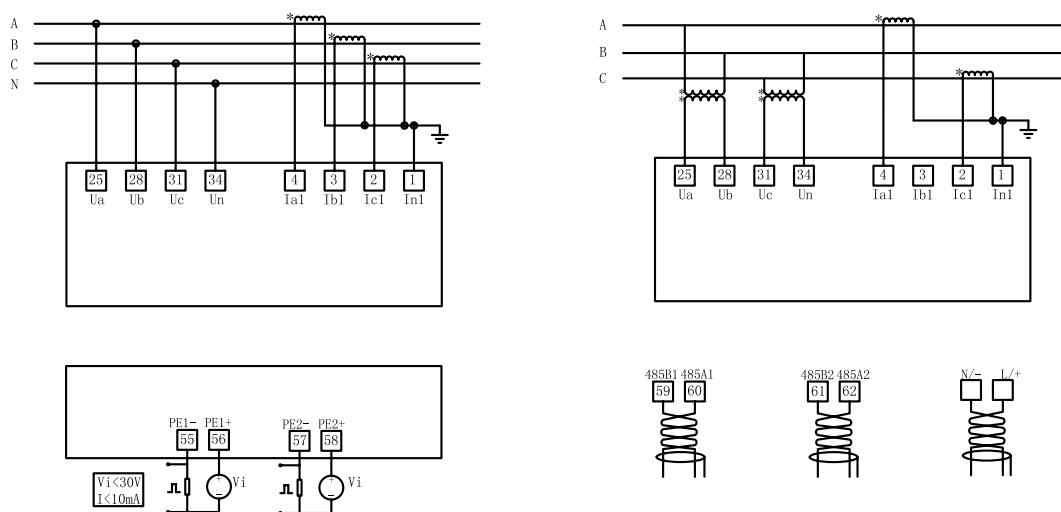 A
B
C
N
* * *
25 28 31 34 4 3 2 1
Ua Ub Uc Un Ia1 Ib1 Ic1 In1
A
B
C
* *
* *
* *
25 28 31 34 4 3 2 1
Ua Ub Uc Un Ia1 Ib1 Ic1 In1
PE1- PE1+ PE2- PE2+
55 56 57 58
Vi<30V
I<10mA
+ Vi + Vi
- -
485B1 485A1 485B2 485A2 N/- L/+
59 60 61 62